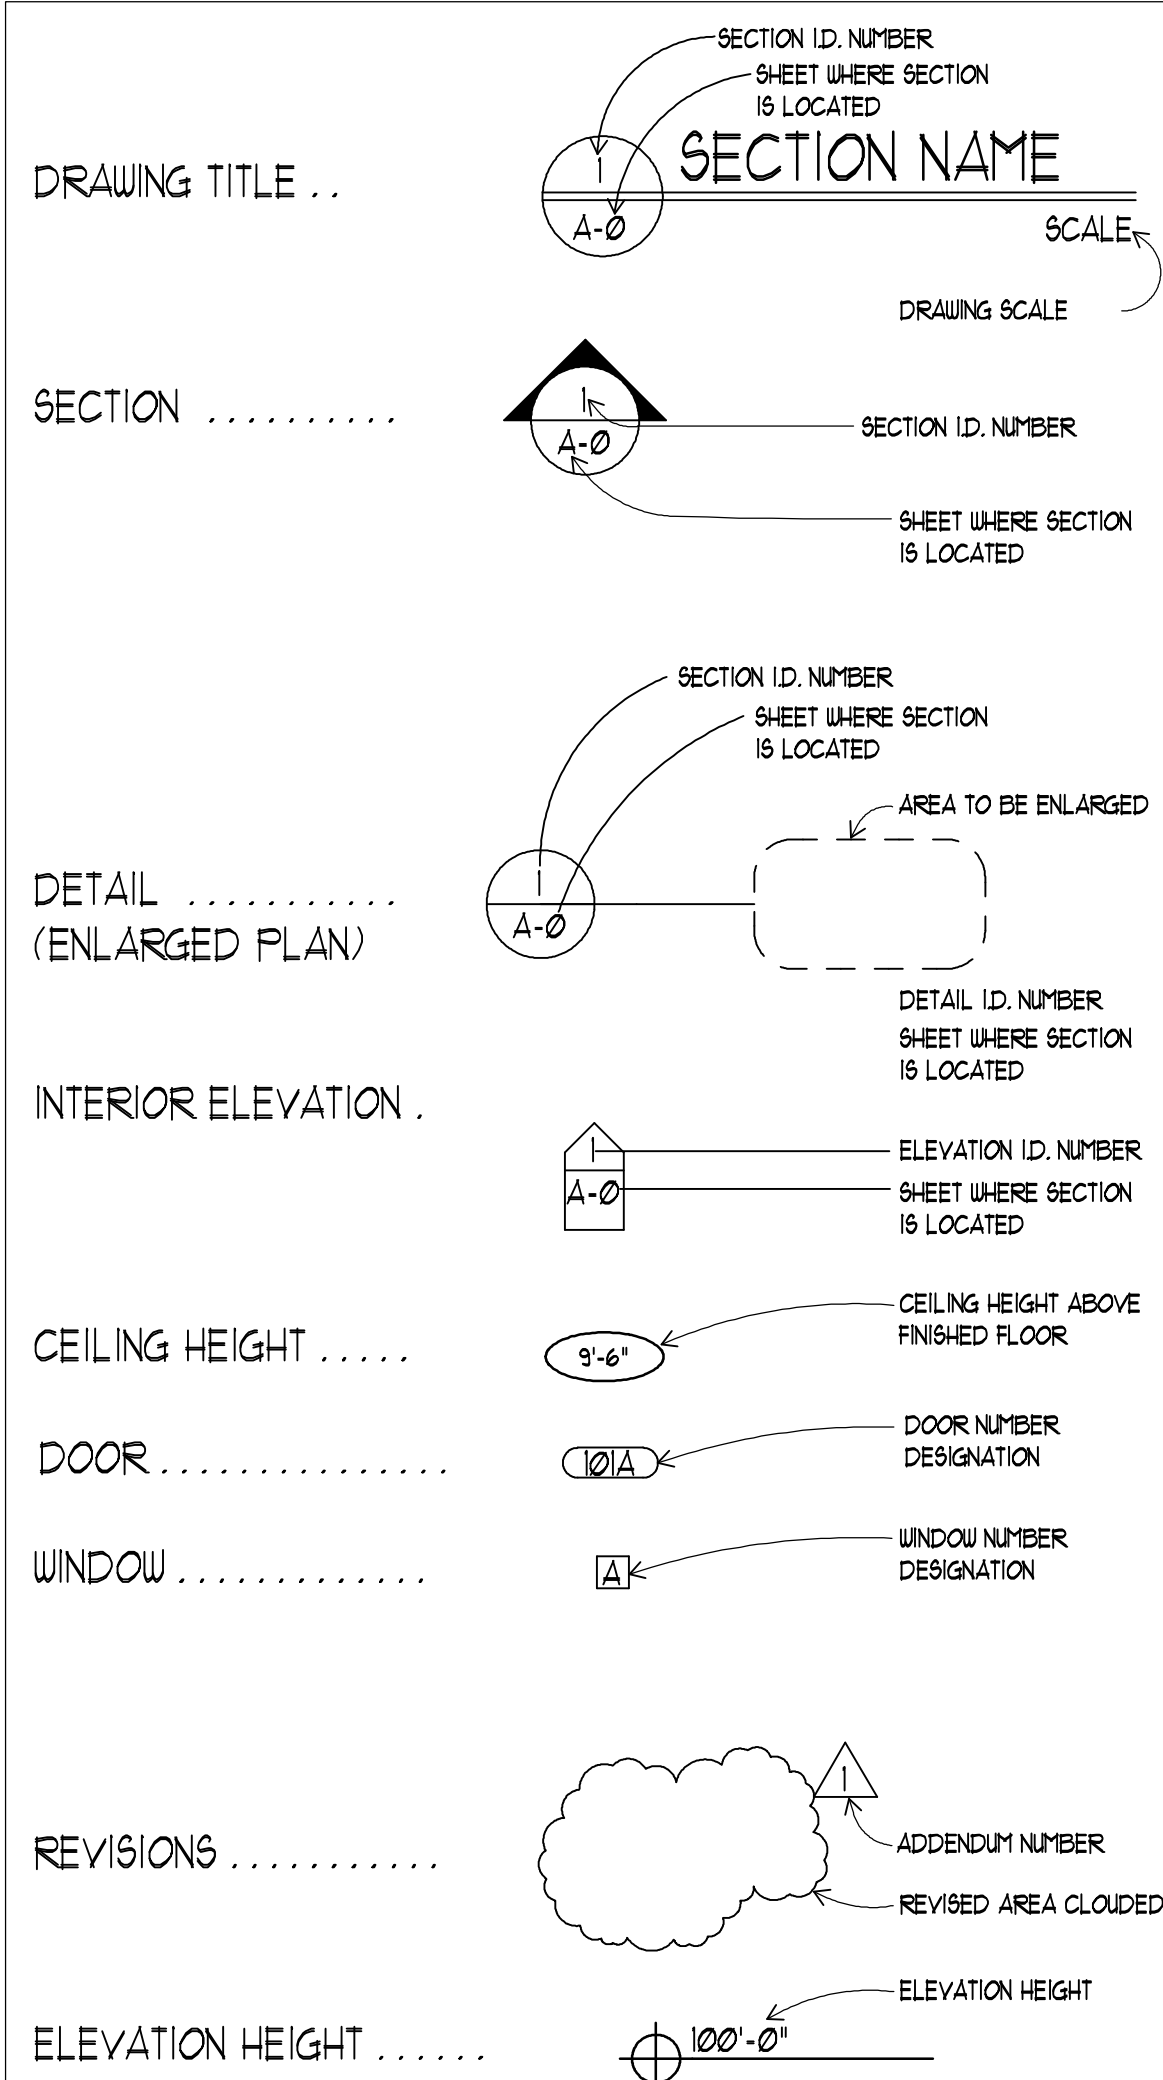 SECTION I.D. NUMBER
SHEET WHERE SECTION
IS LOCATED
DRAWING TITLE . .
1
SECTION NAME
A-Ø
SCALE
DRAWING SCALE
SECTION . . . . . . . . . .
1
A-Ø
SECTION I.D. NUMBER
SHEET WHERE SECTION
IS LOCATED
SECTION I.D. NUMBER
SHEET WHERE SECTION
IS LOCATED
AREA TO BE ENLARGED
DETAIL . . . . . . . . . . .
(ENLARGED PLAN)
1
A-Ø
DETAIL I.D. NUMBER
SHEET WHERE SECTION
IS LOCATED
INTERIOR ELEVATION .
1
A-Ø
ELEVATION I.D. NUMBER
SHEET WHERE SECTION
IS LOCATED
CEILING HEIGHT . . . . .
9'-6"
CEILING HEIGHT ABOVE
FINISHED FLOOR
DOOR . . . . . . . . . . . . . . .
1Ø1A
DOOR NUMBER
DESIGNATION
WINDOW . . . . . . . . . . . . .
A
WINDOW NUMBER
DESIGNATION
REVISIONS . . . . . . . . . . .
1
ADDENDUM NUMBER
REVISED AREA CLOUDED
ELEVATION HEIGHT . . . . . .
1ØØ'-Ø"
ELEVATION HEIGHT